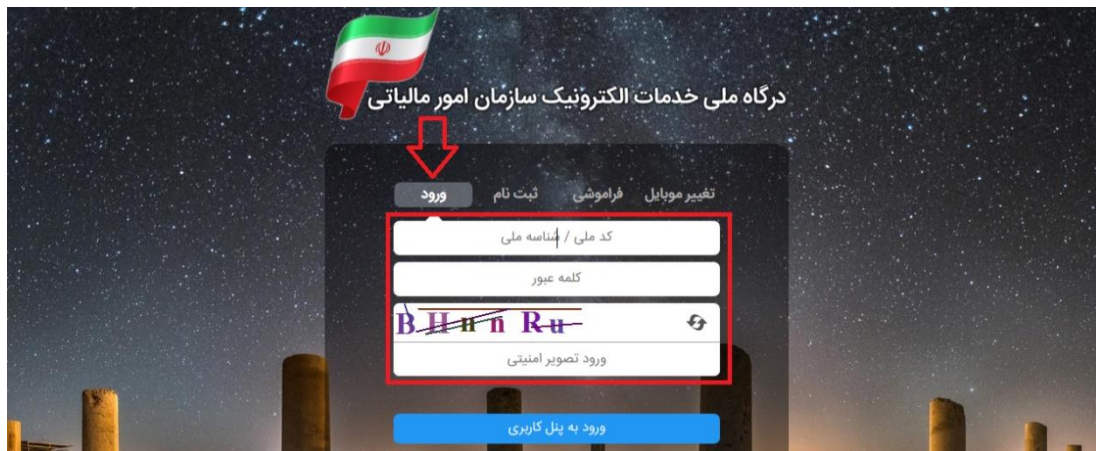 درگاه ملی خدمات الکترونیک سازمان امور مالیاتی
تغییر موبایل فراموشی ثبت نام ورود
کد ملی / شناسه ملی
کلمه عبور
BHnnRu
ورود تصویر امنیتی
ورود به پنل کاربری